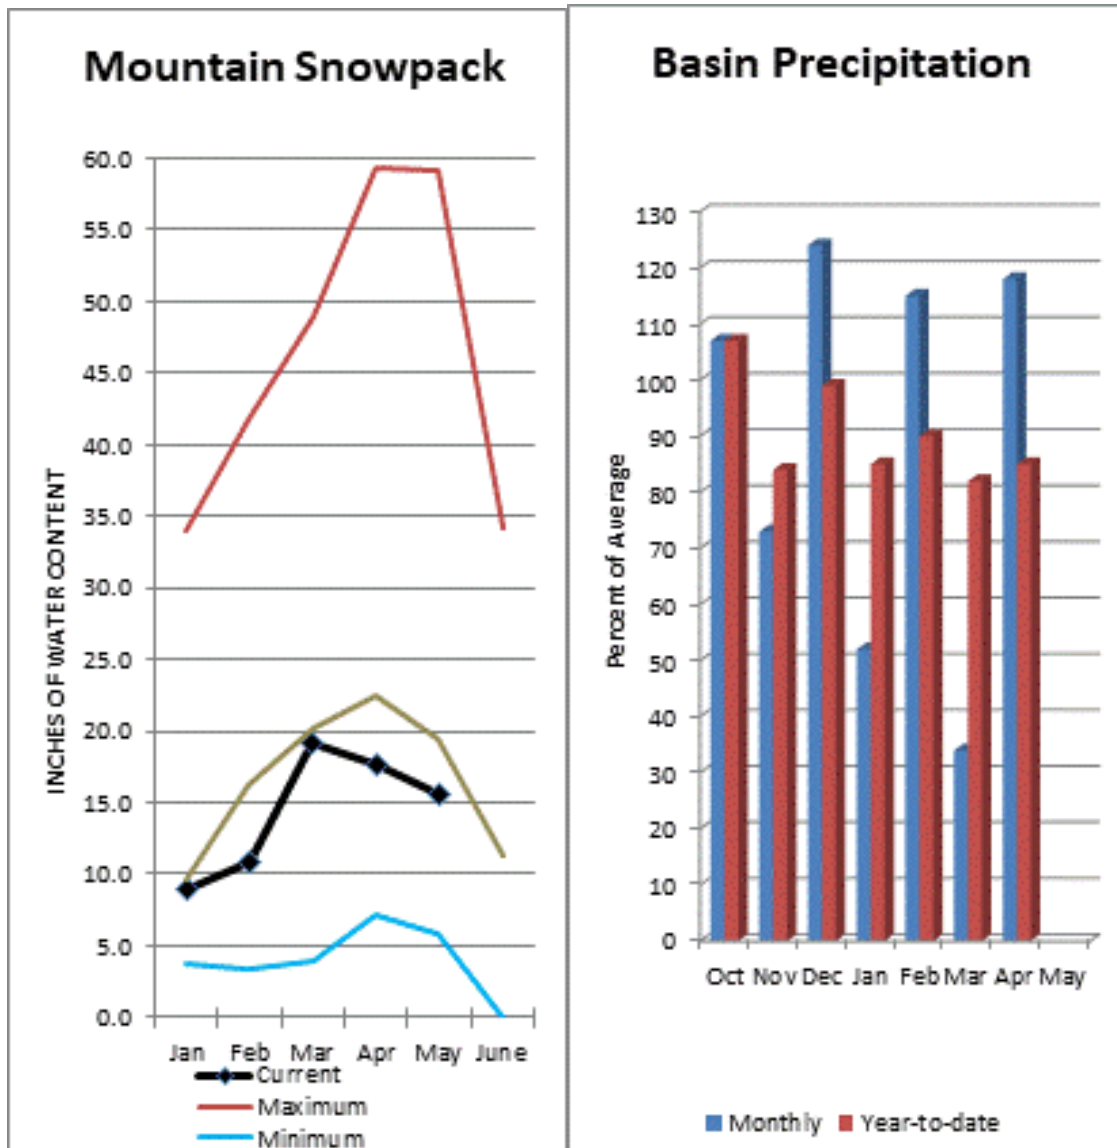 Mountain Snowpack
INCHES OF WATER CONTENT
60.0
55.0
50.0
45.0
40.0
35.0
30.0
25.0
20.0
15.0
10.0
5.0
0.0
Jan Feb Mar Apr May June
Current
Maximum
Minimum
Basin Precipitation
Percent of Average
130
120
110
100
90
80
70
60
50
40
30
20
10
0
Oct Nov Dec Jan Feb Mar Apr May
Monthly Year-to-date